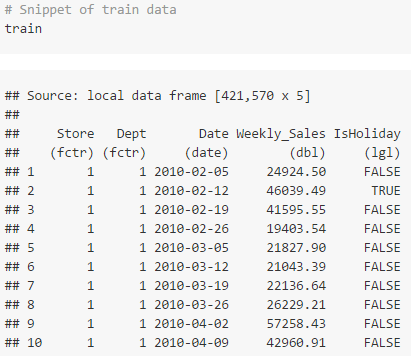 # Snippet of train data
train
## Source: local data frame [421,570 x 5]
##
##     Store   Dept       Date Weekly_Sales IsHoliday
##    (fctr) (fctr)     (date)        (dbl)     (lgl)
## 1       1      1 2010-02-05     24924.50     FALSE
## 2       1      1 2010-02-12     46039.49      TRUE
## 3       1      1 2010-02-19     41595.55     FALSE
## 4       1      1 2010-02-26     19403.54     FALSE
## 5       1      1 2010-03-05     21827.90     FALSE
## 6       1      1 2010-03-12     21043.39     FALSE
## 7       1      1 2010-03-19     22136.64     FALSE
## 8       1      1 2010-03-26     26229.21     FALSE
## 9       1      1 2010-04-02     57258.43     FALSE
## 10      1      1 2010-04-09     42960.91     FALSE